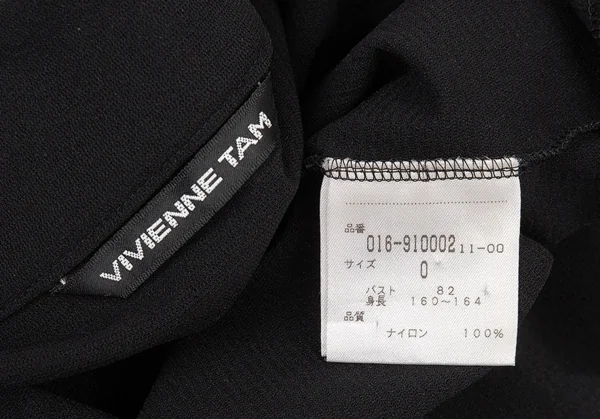 VIVIENNE TAM
品番
016-910002 11-00
サイズ 0
バスト 82
身長 160～164
品質
ナイロン 100%